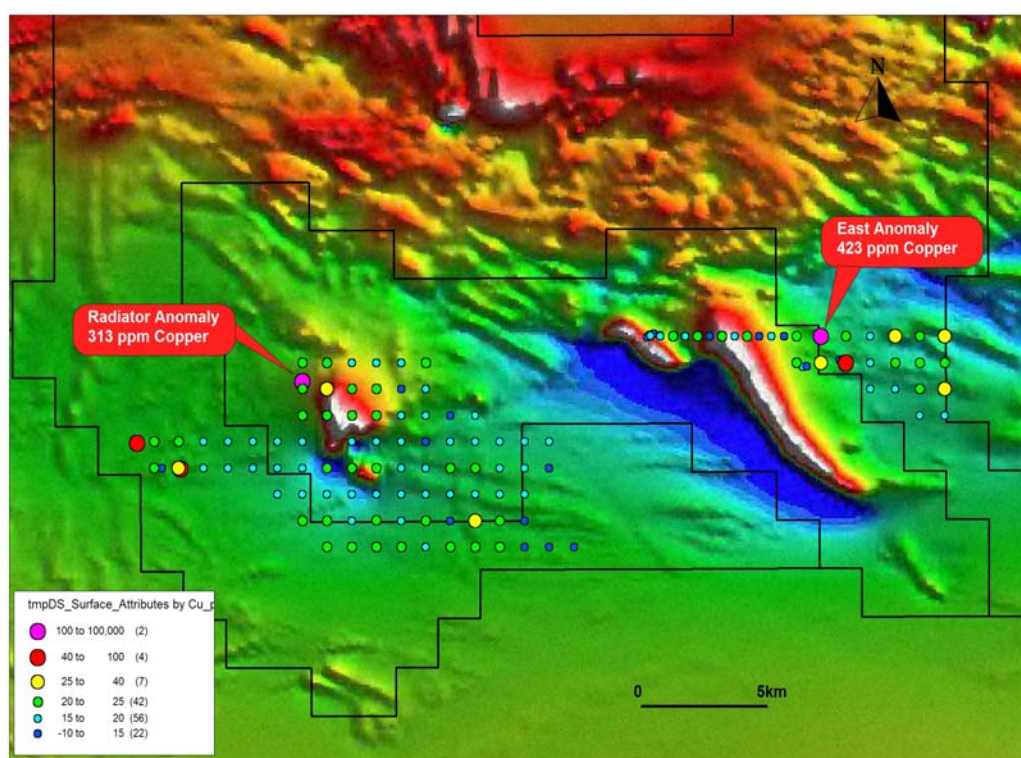 N
East Anomaly
423 ppm Copper
Radiator Anomaly
313 ppm Copper
tmpDS_Surface_Attributes by Cu_p
100 to 100,000 (2)
40 to 100 (4)
25 to 40 (7)
20 to 25 (42)
15 to 20 (56)
-10 to 15 (22)
0 5km